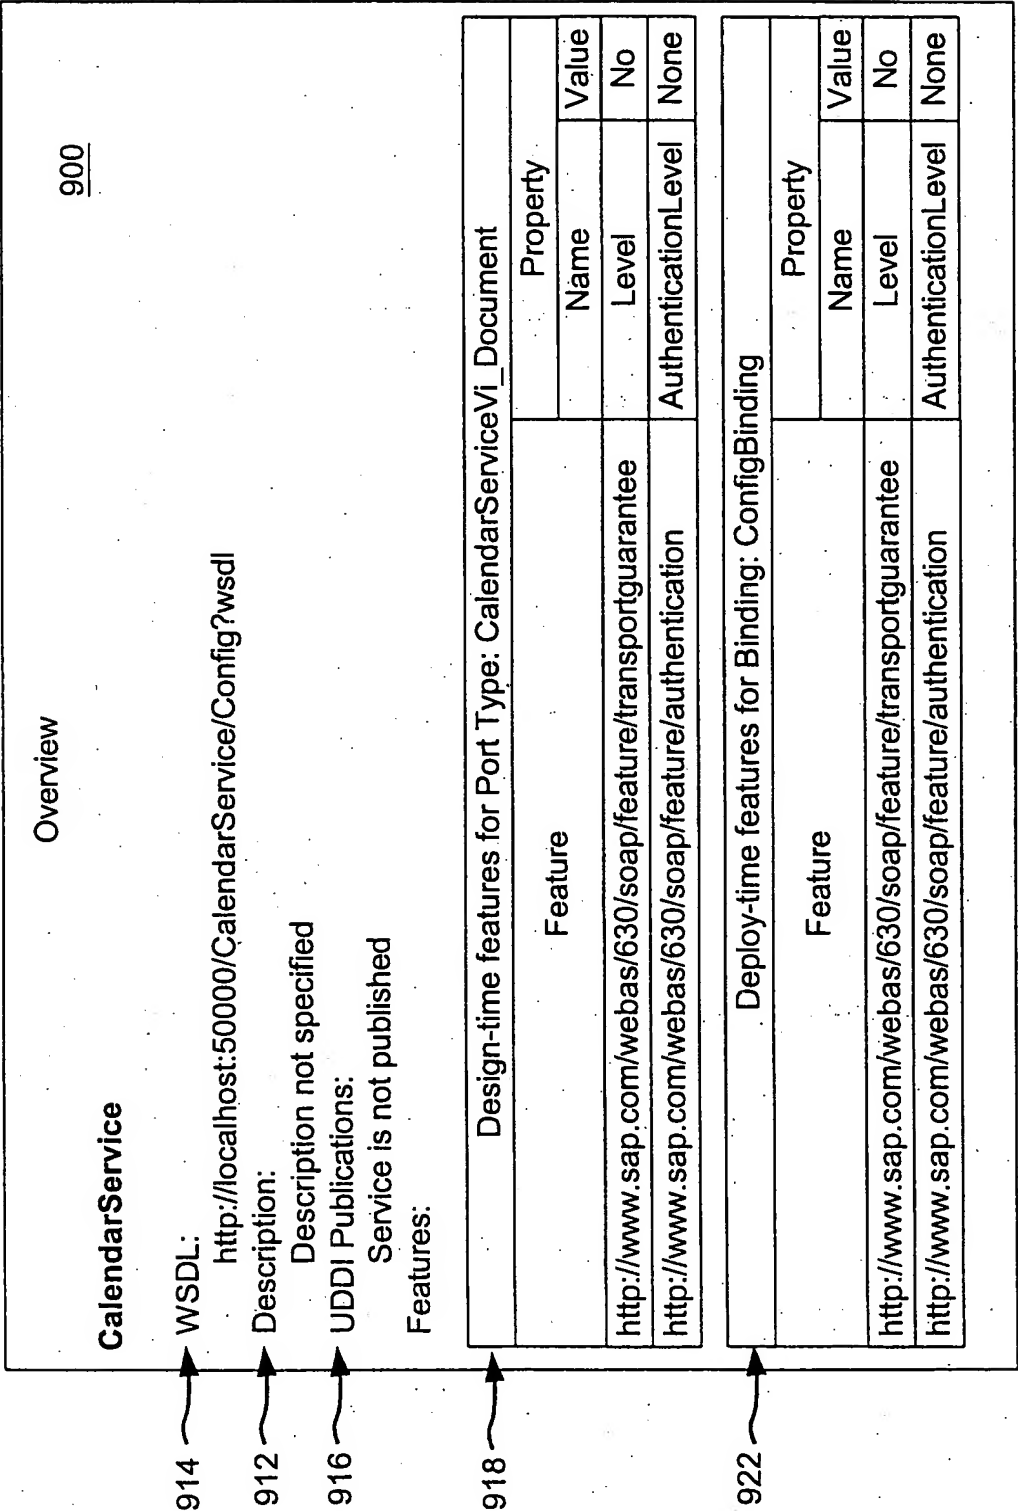 Overview
900
CalendarService
914
WSDL:
http://localhost:50000/CalendarService/Config?wsdl
912
Description:
Description not specified
916
UDDI Publications:
Service is not published
Features:
918
Design-time features for Port Type: CalendarServiceVi_Document
Feature
Property
Name
Value
http://www.sap.com/webas/630/soap/feature/transportguarantee
Level
No
http://www.sap.com/webas/630/soap/feature/authentication
AuthenticationLevel
None
922
Deploy-time features for Binding: ConfigBinding
Feature
Property
Name
Value
http://www.sap.com/webas/630/soap/feature/transportguarantee
Level
No
http://www.sap.com/webas/630/soap/feature/authentication
AuthenticationLevel
None